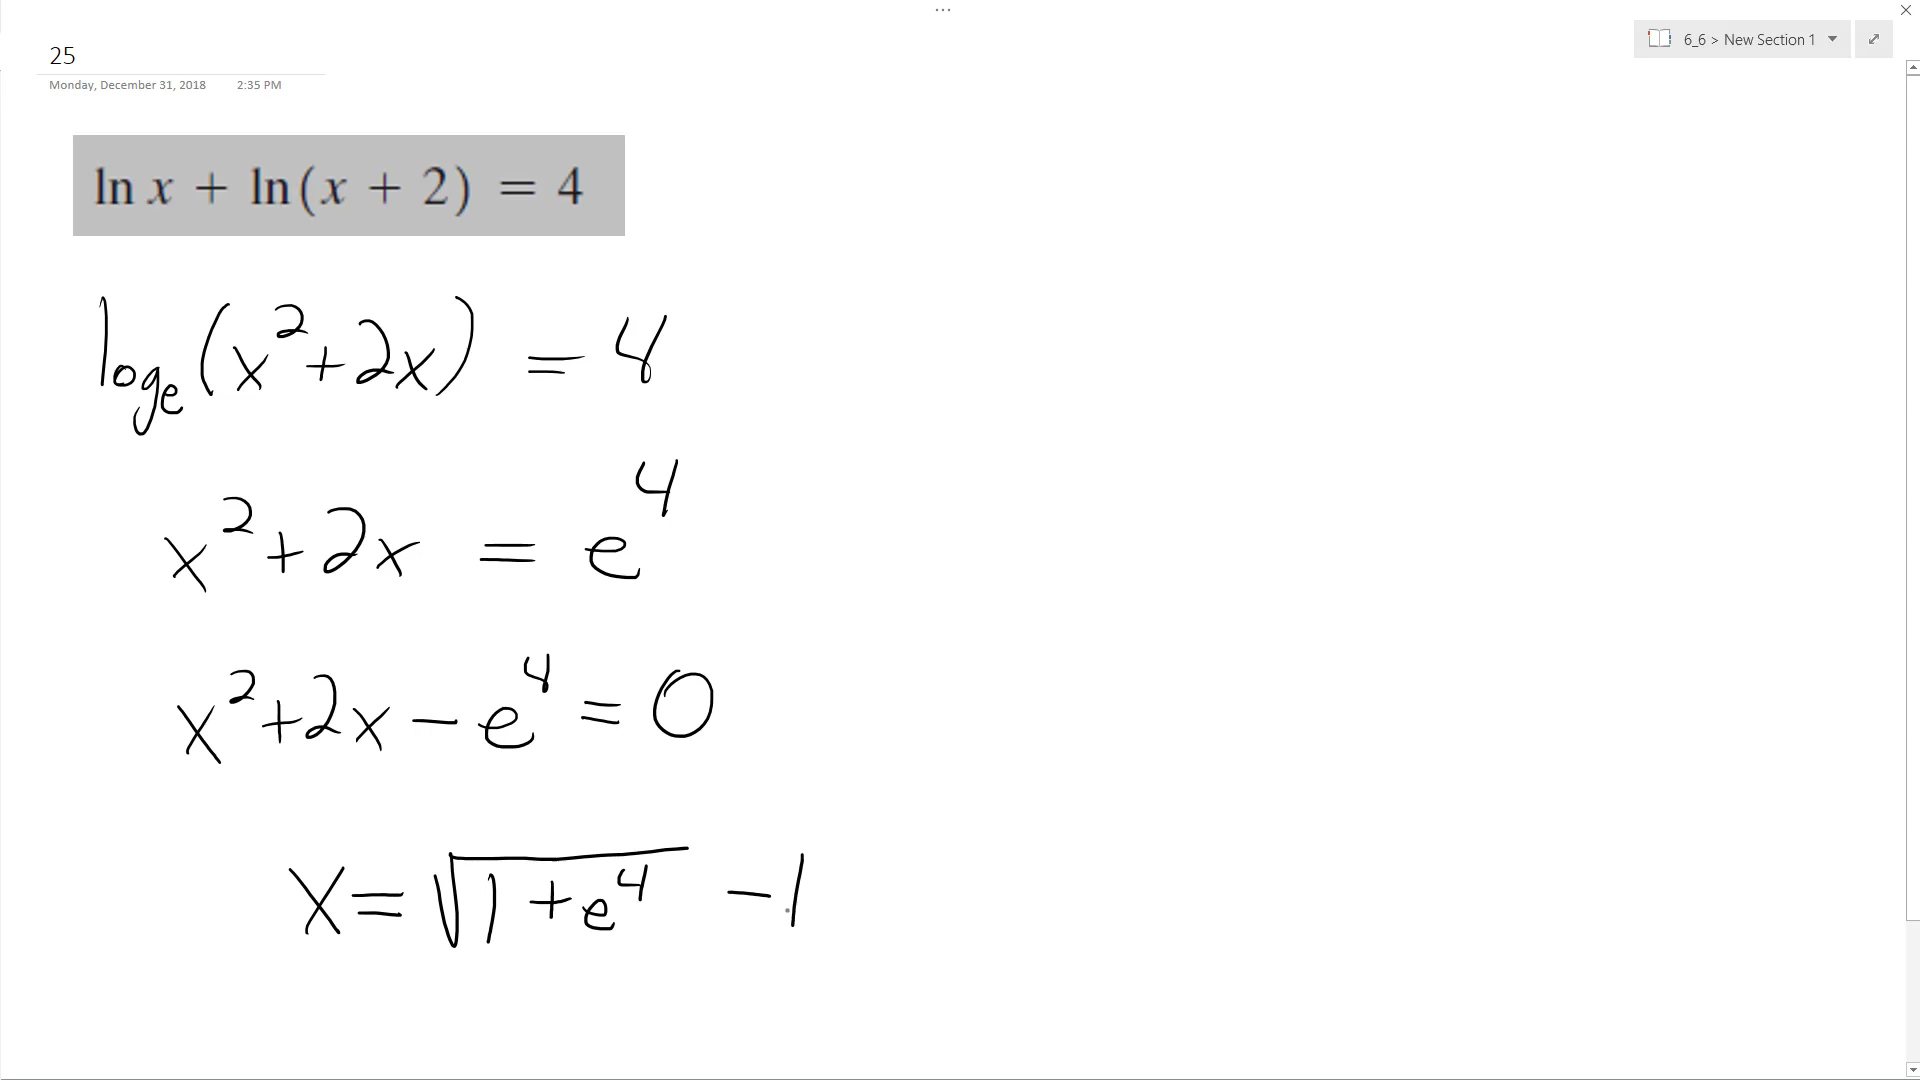 ...
6_6 > New Section 1
25
Monday, December 31, 2018 2:35 PM
ln x + ln(x + 2) = 4
logₑ(x² + 2x) = 4
x² + 2x = e⁴
x² + 2x - e⁴ = 0
x = √(1 + e⁴) - 1